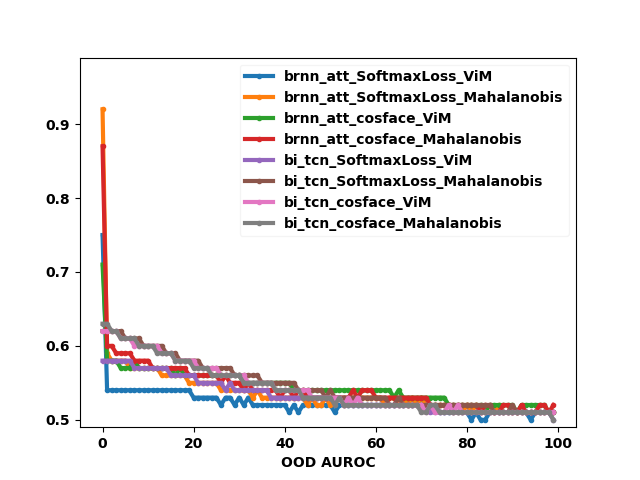 brnn_att_SoftmaxLoss_ViM
brnn_att_SoftmaxLoss_Mahalanobis
brnn_att_cosface_ViM
brnn_att_cosface_Mahalanobis
bi_tcn_SoftmaxLoss_ViM
bi_tcn_SoftmaxLoss_Mahalanobis
bi_tcn_cosface_ViM
bi_tcn_cosface_Mahalanobis
0.9
0.8
0.7
0.6
0.5
0 20 40 60 80 100
OOD AUROC